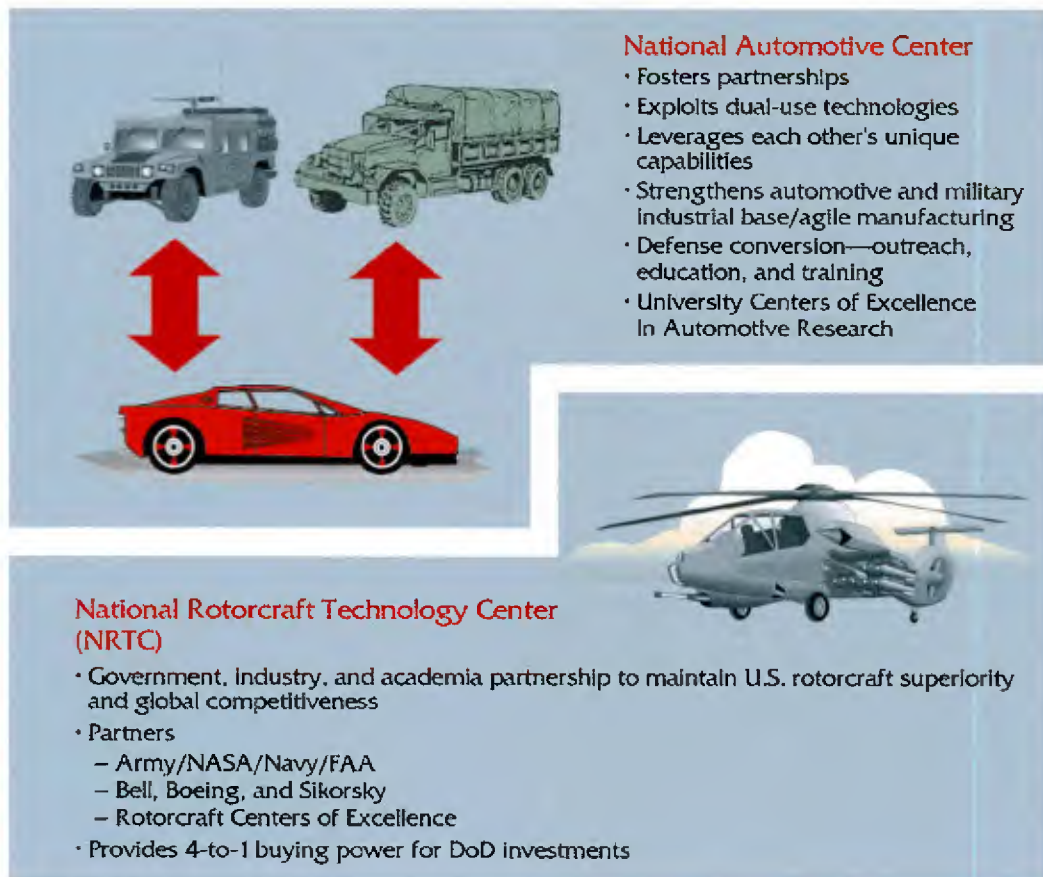 National Automotive Center
· Fosters partnerships
· Exploits dual-use technologies
· Leverages each other's unique
capabilities
· Strengthens automotive and military
industrial base/agile manufacturing
· Defense conversion—outreach,
education, and training
· University Centers of Excellence
in Automotive Research
National Rotorcraft Technology Center
(NRTC)
· Government, industry, and academia partnership to maintain U.S. rotorcraft superiority
and global competitiveness
· Partners
– Army/NASA/Navy/FAA
– Bell, Boeing, and Sikorsky
– Rotorcraft Centers of Excellence
· Provides 4-to-1 buying power for DoD investments